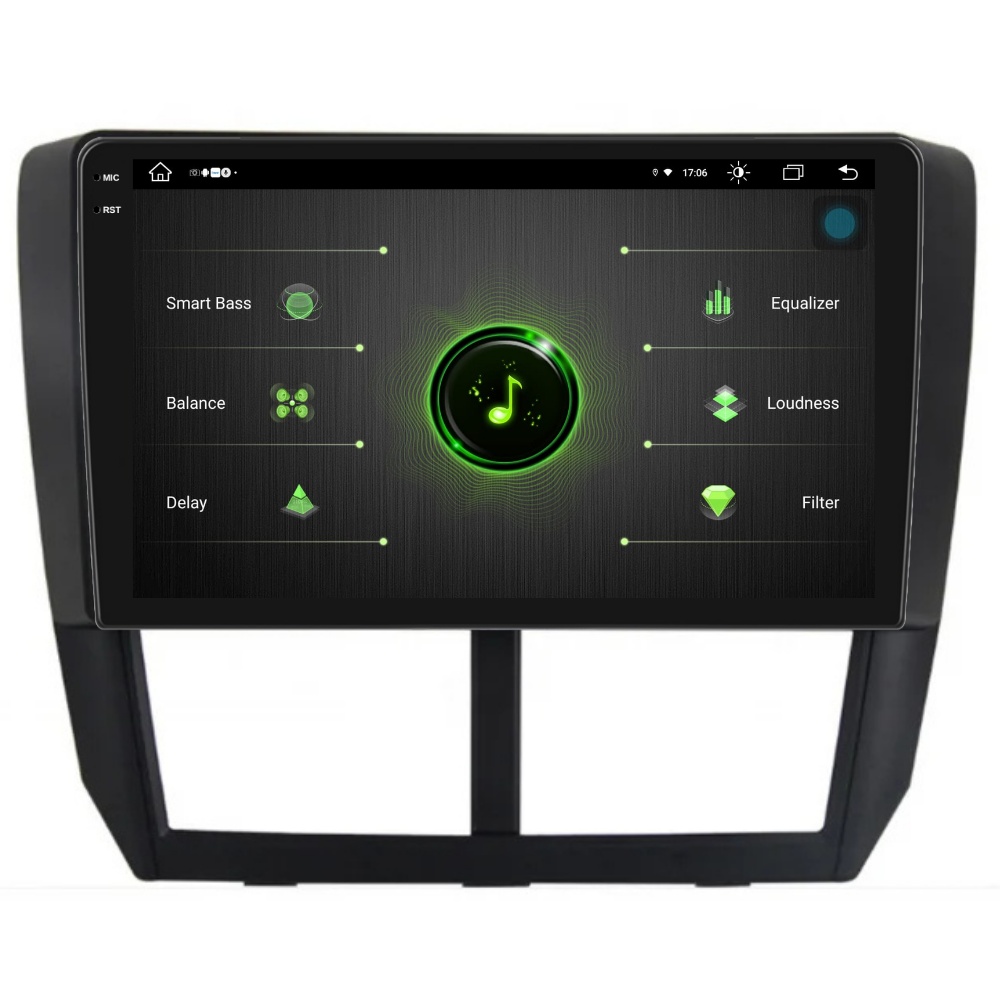 MIC
17:06
RST
Smart Bass
Equalizer
Balance
Loudness
Delay
Filter